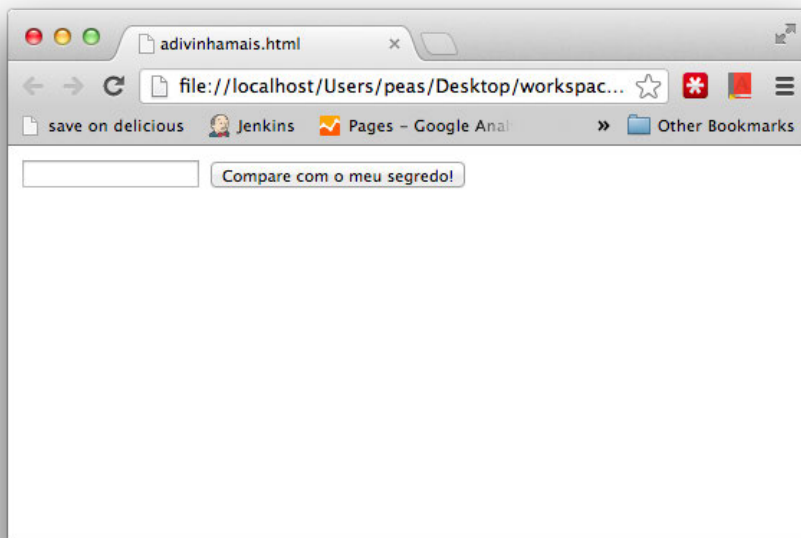 adivinhamais.html
file://localhost/Users/peas/Desktop/workspac...
save on delicious Jenkins Pages - Google Anal » Other Bookmarks
Compare com o meu segredo!